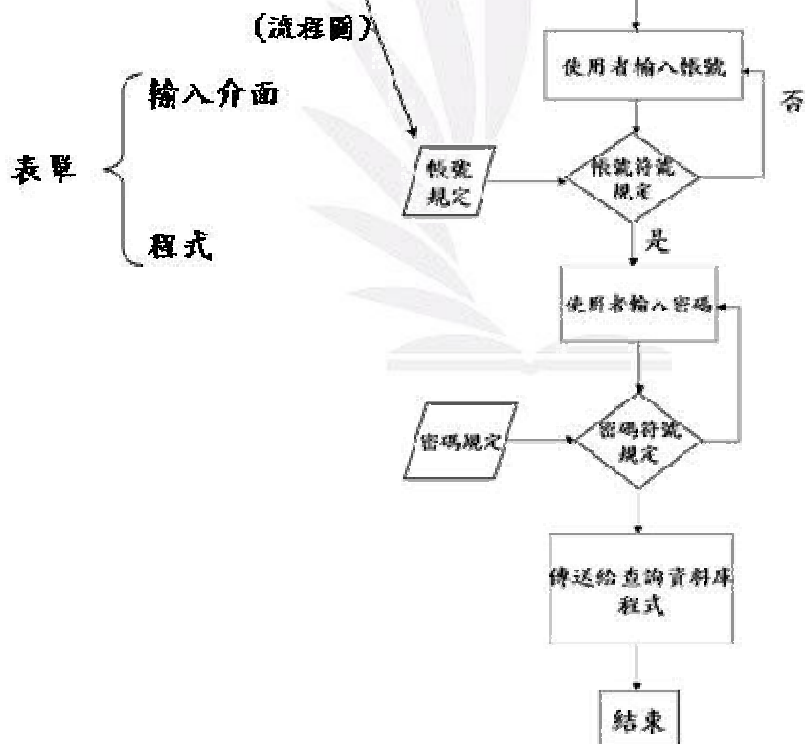 (流程圖)
使用者輸入帳號
否
輸入介面
表單
帳號
規定
帳號符號
規定
程式
是
使用者輸入密碼
密碼規定
密碼符號
規定
傳送給查詢資料庫
程式
結束